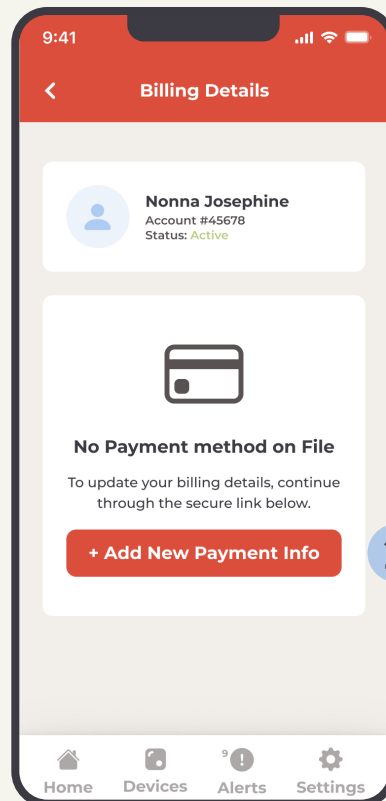 9:41
Billing Details
Nonna Josephine
Account #45678
Status: Active
No Payment method on File
To update your billing details, continue
through the secure link below.
+ Add New Payment Info
9
Home
Devices
Alerts
Settings